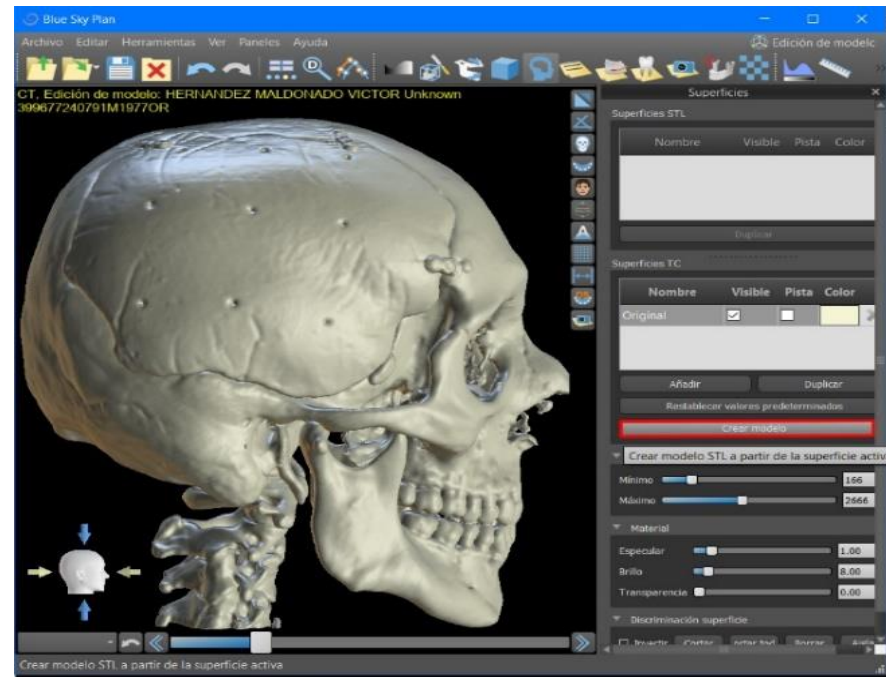 Blue Sky Plan
Archivo Editar Herramientas Ver Paneles Ayuda
Edición de modelc
CT, Edición de modelo: HERNANDEZ MALDONADO VICTOR Unknown
399677240791M1977OR
Superficies
Superficies STL
Nombre Visible Pista Color
Duplicar
Superficies TC
Nombre Visible Pista Color
Original
Añadir Duplicar
Restablecer valores predeterminados
Crear modelo
Crear modelo STL a partir de la superficie activ
Mínimo 166
Máximo 2666
Material
Especular 1.00
Brillo 8.00
Transparencia 0.00
Discriminación superficie
Invertir Cortar Borrar
Crear modelo STL a partir de la superficie activa